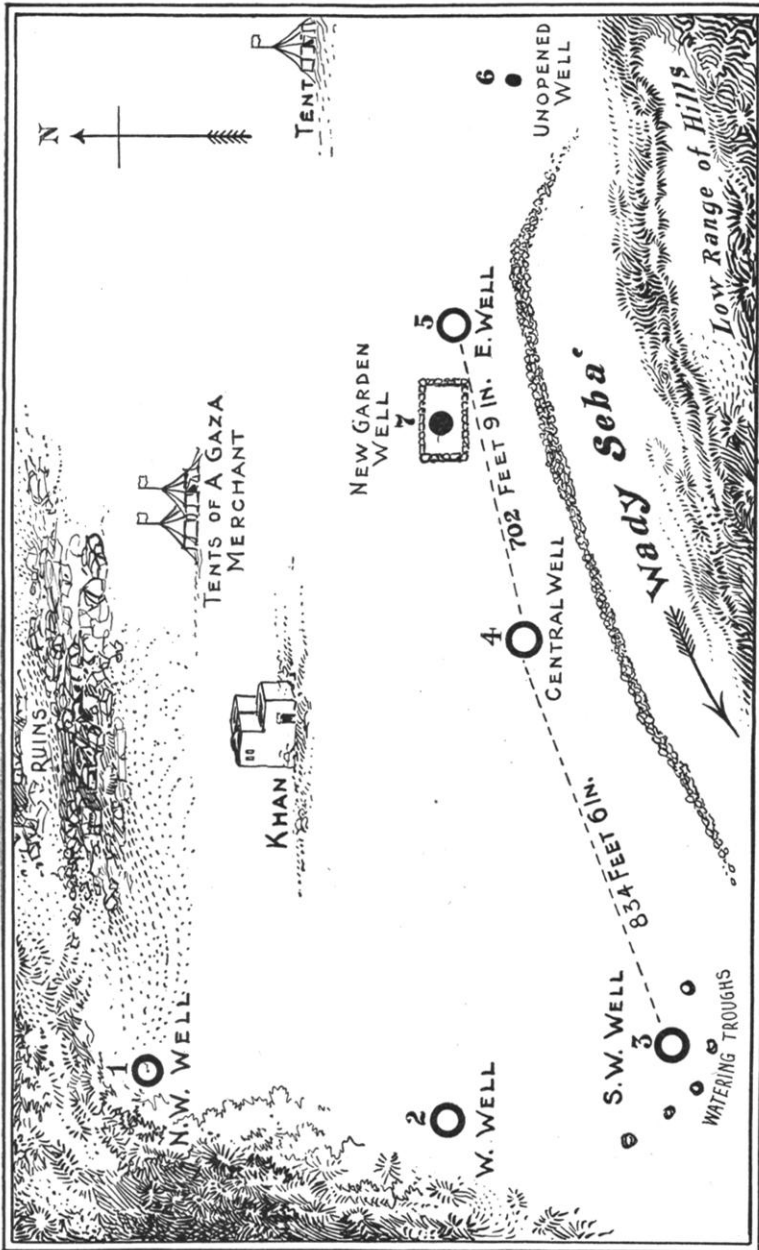 N
RUINS
TENT
TENTS OF A GAZA
MERCHANT
KHAN
1
N.W. WELL
2
W. WELL
S.W. WELL
3
WATERING TROUGHS
834 FEET 6 IN.
4
CENTRAL WELL
702 FEET 9 IN.
NEW GARDEN
WELL
7
5
E. WELL
6
UNOPENED
WELL
Wady Seba‘
Low Range of Hills